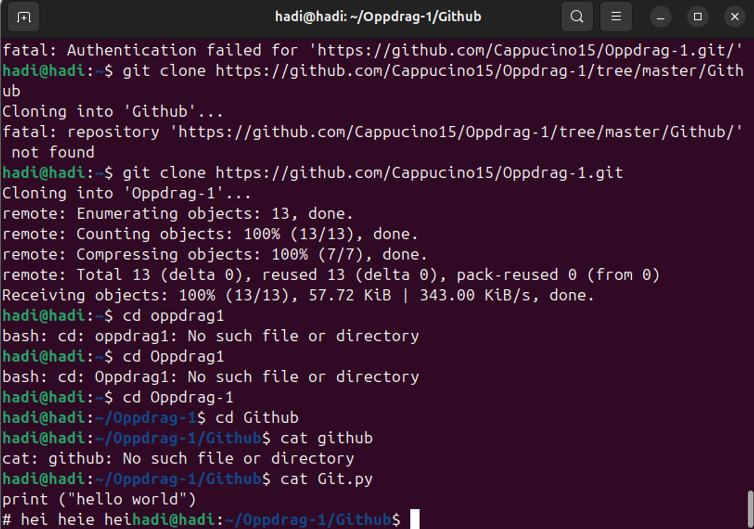 hadi@hadi: ~/Oppdrag-1/Github
fatal: Authentication failed for 'https://github.com/Cappucino15/Oppdrag-1.git/'
hadi@hadi:~$ git clone https://github.com/Cappucino15/Oppdrag-1/tree/master/Gith
ub
Cloning into 'Github'...
fatal: repository 'https://github.com/Cappucino15/Oppdrag-1/tree/master/Github/'
 not found
hadi@hadi:~$ git clone https://github.com/Cappucino15/Oppdrag-1.git
Cloning into 'Oppdrag-1'...
remote: Enumerating objects: 13, done.
remote: Counting objects: 100% (13/13), done.
remote: Compressing objects: 100% (7/7), done.
remote: Total 13 (delta 0), reused 13 (delta 0), pack-reused 0 (from 0)
Receiving objects: 100% (13/13), 57.72 KiB | 343.00 KiB/s, done.
hadi@hadi:~$ cd oppdrag1
bash: cd: oppdrag1: No such file or directory
hadi@hadi:~$ cd Oppdrag1
bash: cd: Oppdrag1: No such file or directory
hadi@hadi:~$ cd Oppdrag-1
hadi@hadi:~/Oppdrag-1$ cd Github
hadi@hadi:~/Oppdrag-1/Github$ cat github
cat: github: No such file or directory
hadi@hadi:~/Oppdrag-1/Github$ cat Git.py
print ("hello world")
# hei heie heihadi@hadi:~/Oppdrag-1/Github$